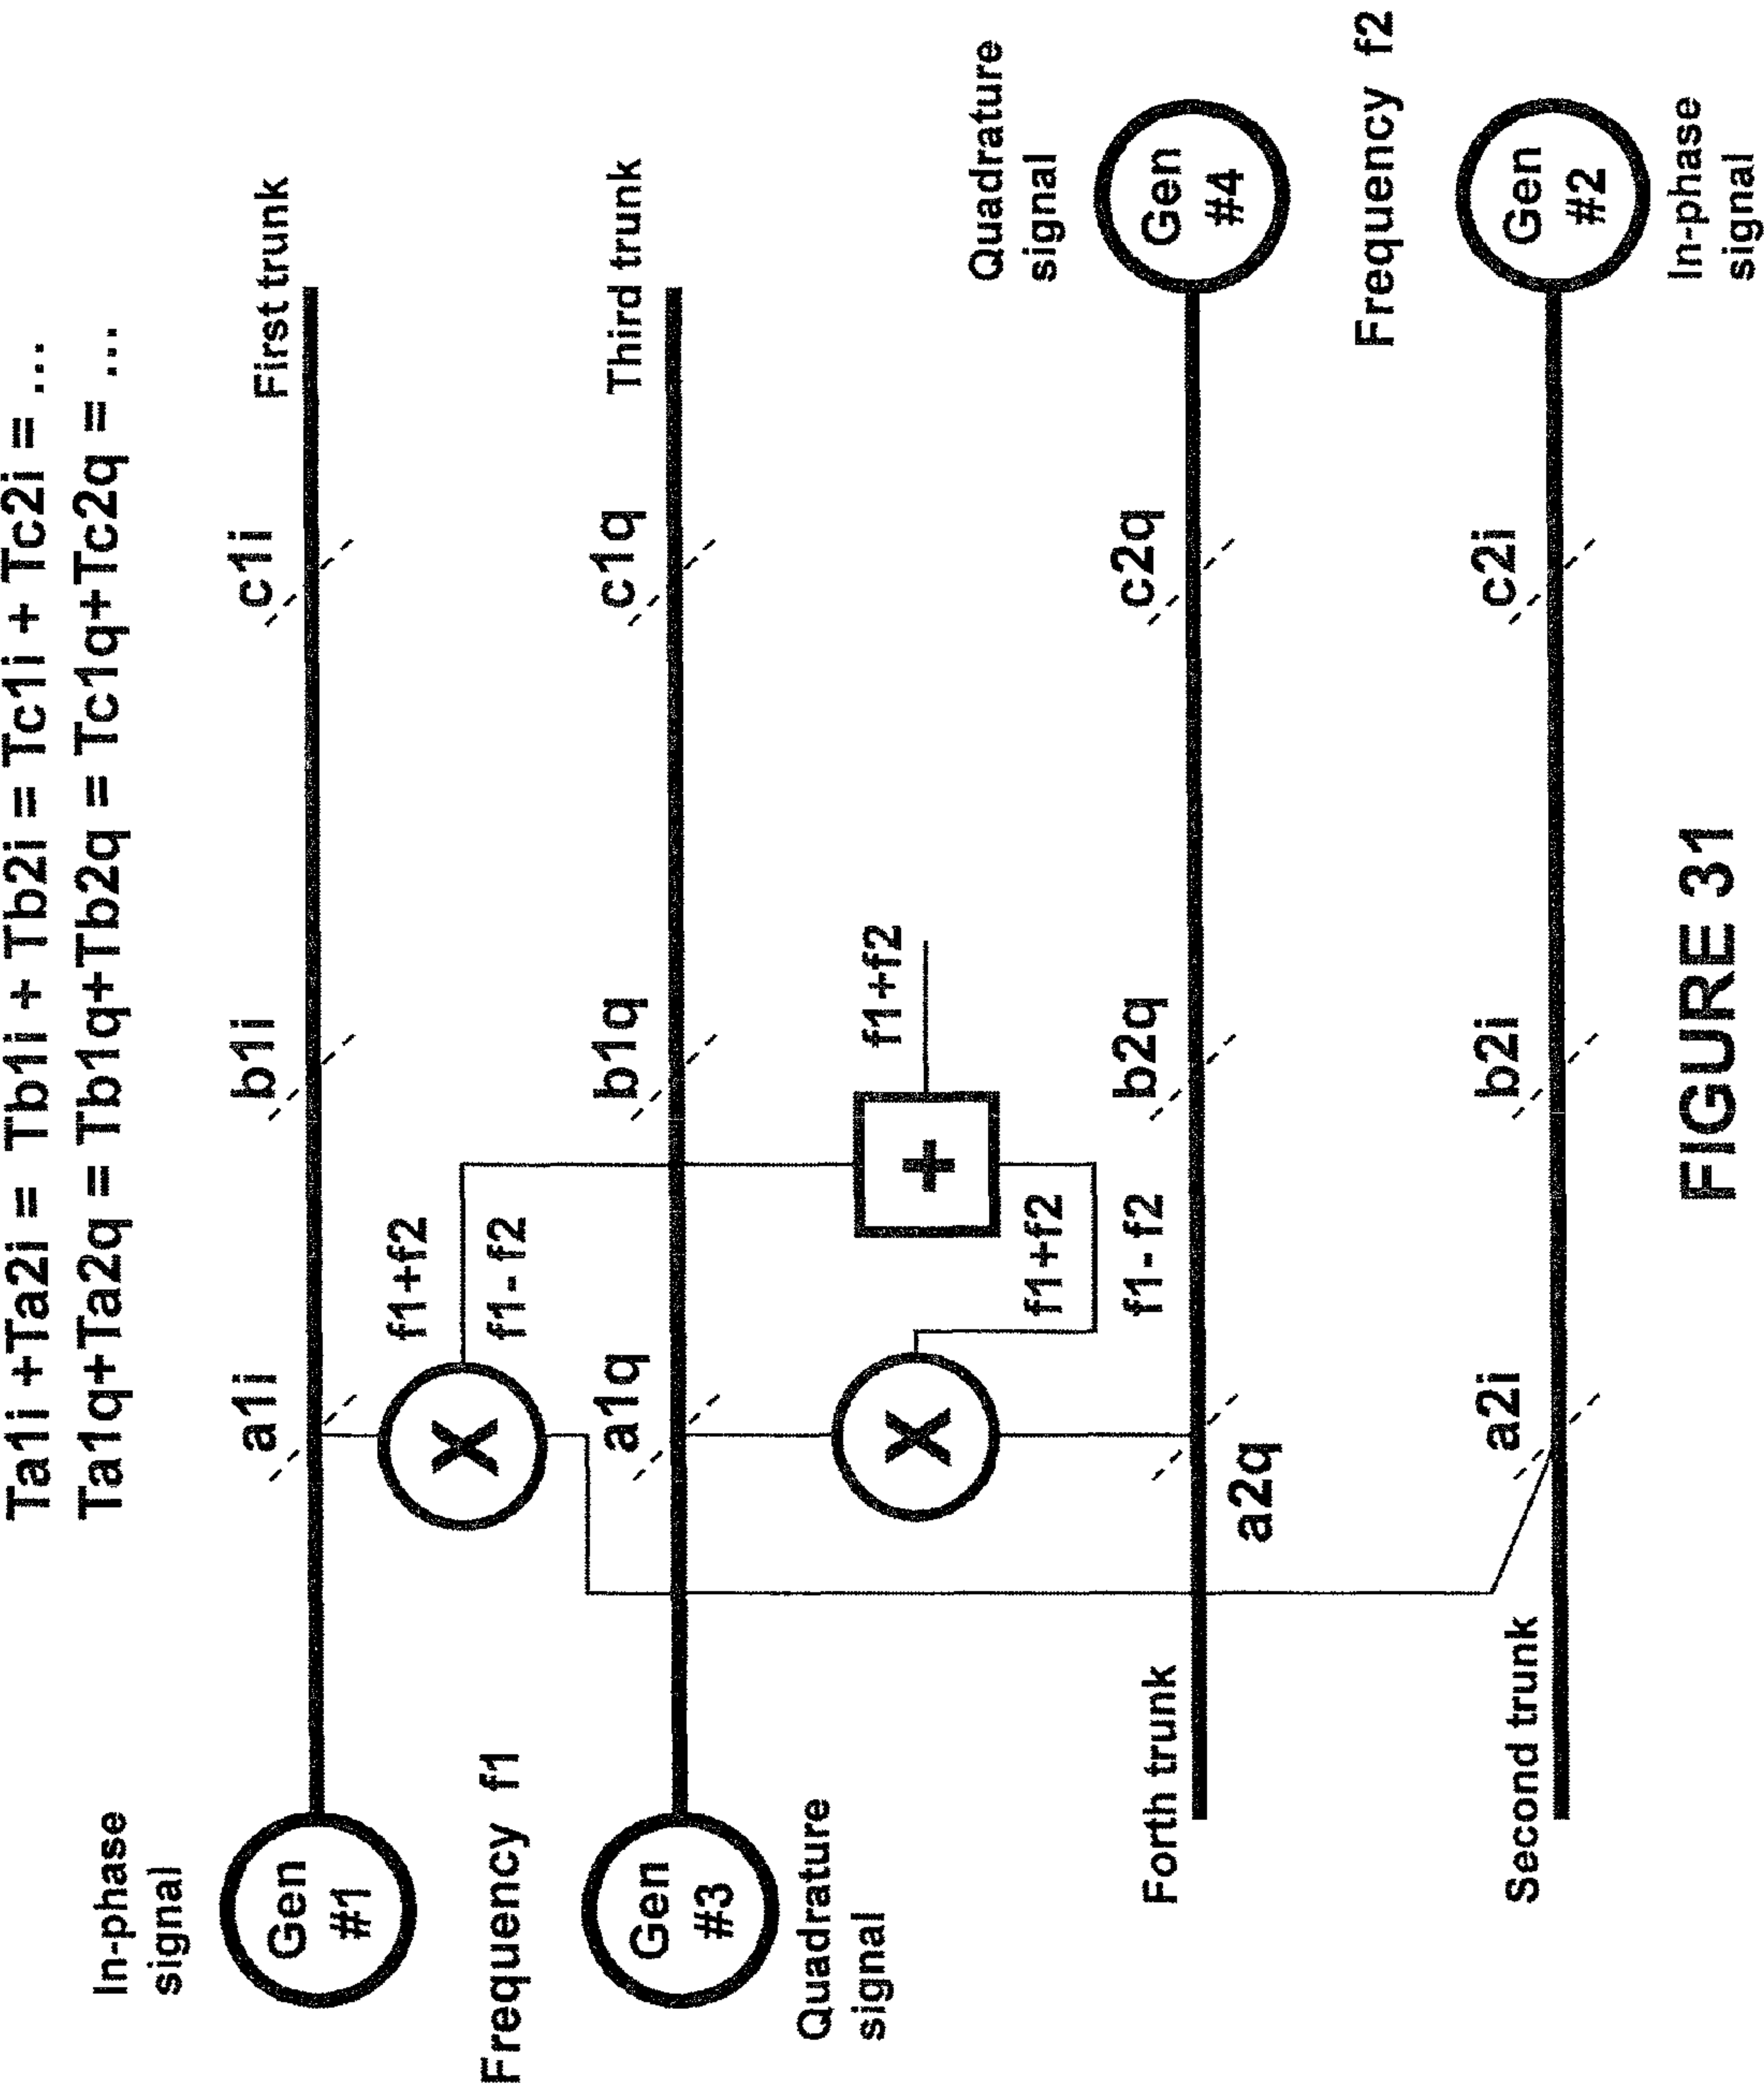 Ta1i +Ta2i = Tb1i + Tb2i = Tc1i + Tc2i = ...
Ta1q+Ta2q = Tb1q+Tb2q = Tc1q+Tc2q = ...
In-phase
signal
Gen
#1
a1i
b1i
c1i
First trunk
Frequency f1
X
f1+f2
f1-f2
Gen
#3
Quadrature
signal
a1q
b1q
c1q
Third trunk
X
f1+f2
f1-f2
+
f1+f2
Forth trunk
a2q
b2q
c2q
Quadrature
signal
Gen
#4
Frequency f2
Second trunk
a2i
b2i
c2i
Gen
#2
In-phase
signal
FIGURE 31